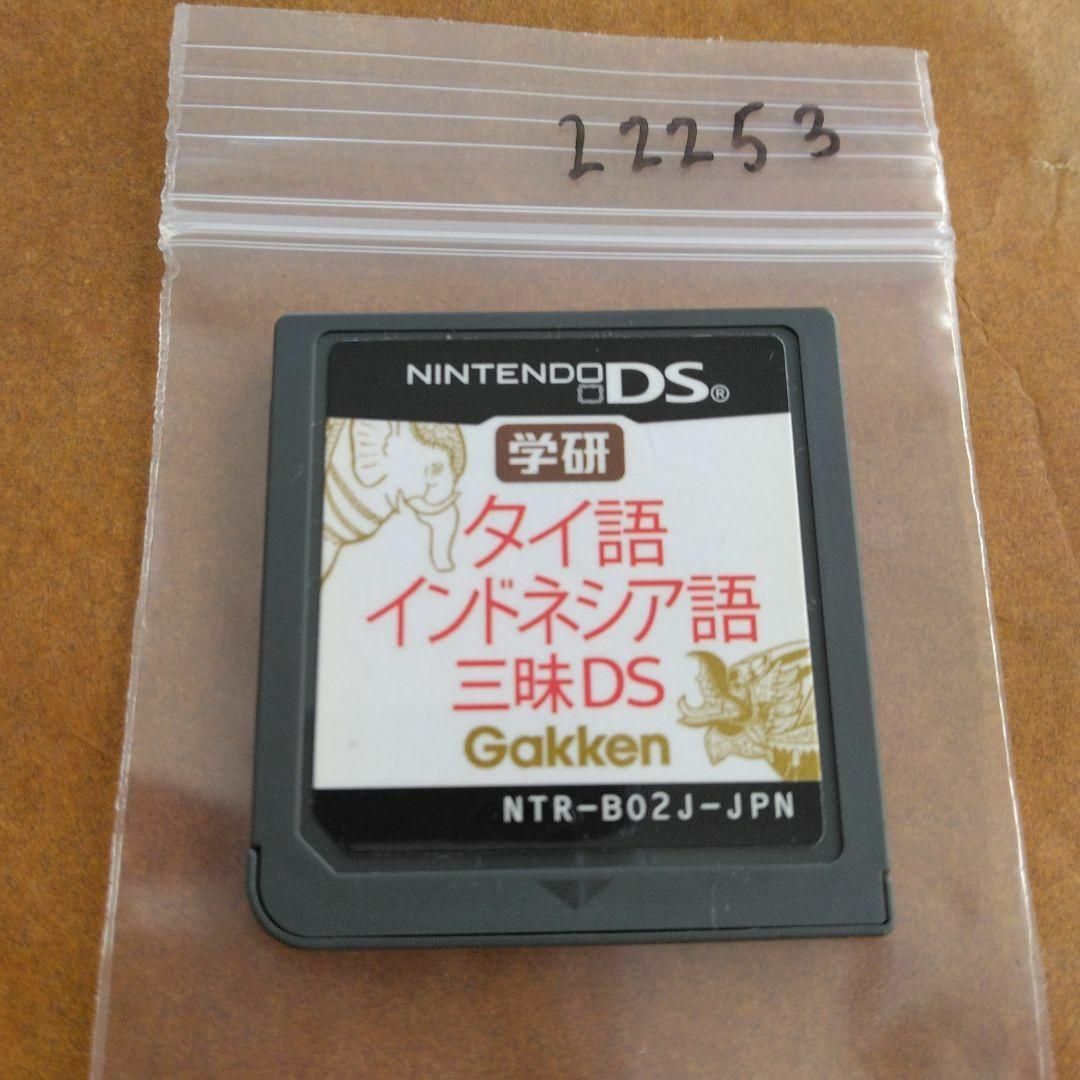 22253
NINTENDO DS®
学研
タイ語
インドネシア語
三昧DS
Gakken
NTR-B02J-JPN